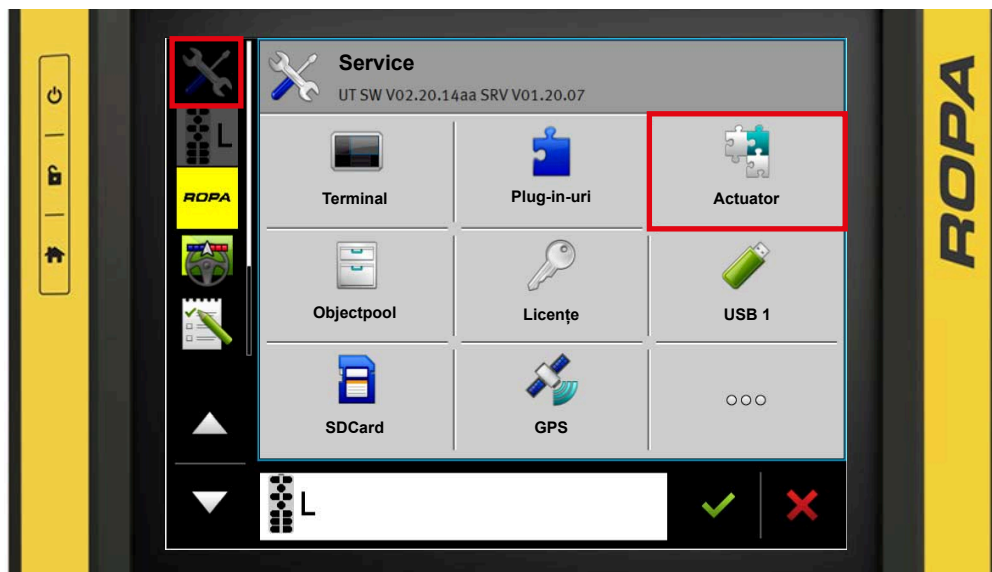 Service
UT SW V02.20.14aa SRV V01.20.07
L
ROPA
Terminal
Plug-in-uri
Actuator
Objectpool
Licențe
USB 1
SDCard
GPS
L
ROPA